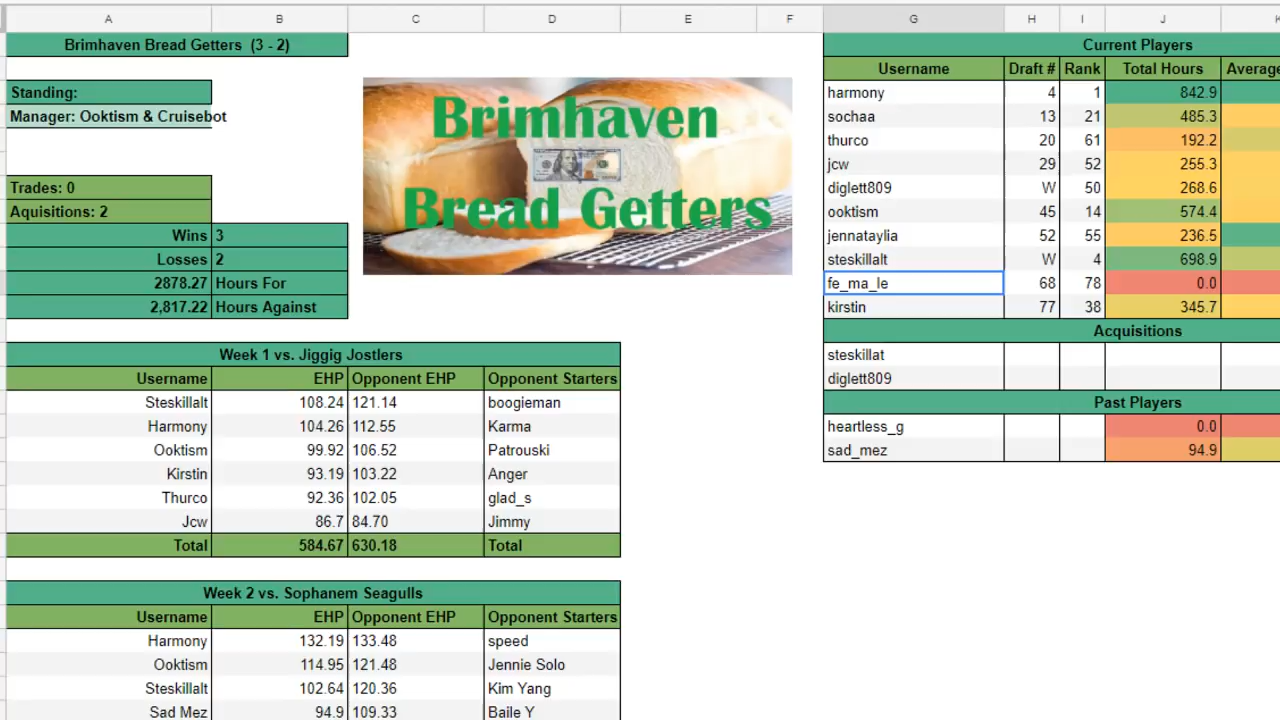 A B C D E F G H I J K
Brimhaven Bread Getters (3 - 2)
Standing:
Manager: Ooktism & Cruisebot
Trades: 0
Aquisitions: 2
Wins 3
Losses 2
2878.27 Hours For
2,817.22 Hours Against
Brimhaven
Bread Getters
Week 1 vs. Jiggig Jostlers
Username EHP Opponent EHP Opponent Starters
Steskillalt 108.24 121.14 boogieman
Harmony 104.26 112.55 Karma
Ooktism 99.92 106.52 Patrouski
Kirstin 93.19 103.22 Anger
Thurco 92.36 102.05 glad_s
Jcw 86.7 84.70 Jimmy
Total 584.67 630.18 Total
Week 2 vs. Sophanem Seagulls
Username EHP Opponent EHP Opponent Starters
Harmony 132.19 133.48 speed
Ooktism 114.95 121.48 Jennie Solo
Steskillalt 102.64 120.36 Kim Yang
Sad Mez 94.9 109.33 Baile Y
Current Players
Username Draft # Rank Total Hours Average
harmony 4 1 842.9
sochaa 13 21 485.3
thurco 20 61 192.2
jcw 29 52 255.3
diglett809 W 50 268.6
ooktism 45 14 574.4
jennataylia 52 55 236.5
steskillalt W 4 698.9
fe_ma_le 68 78 0.0
kirstin 77 38 345.7
Acquisitions
steskillat
diglett809
Past Players
heartless_g 0.0
sad_mez 94.9